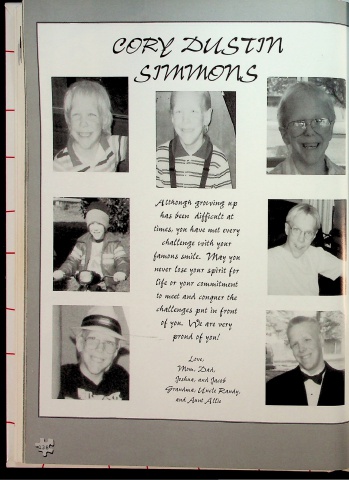 CORY DUSTIN
SIMMONS
Although growing up
has been difficult at
times, you have met every
challenge with your
famous smile. May you
never lose your spirit for
life or your commitment
to meet and conquer the
challenges put in front
of you. We are very
proud of you!
Love,
Mom, Dad,
Joshua, and Jacob
Grandma, Uncle Randy,
and Aunt Allie